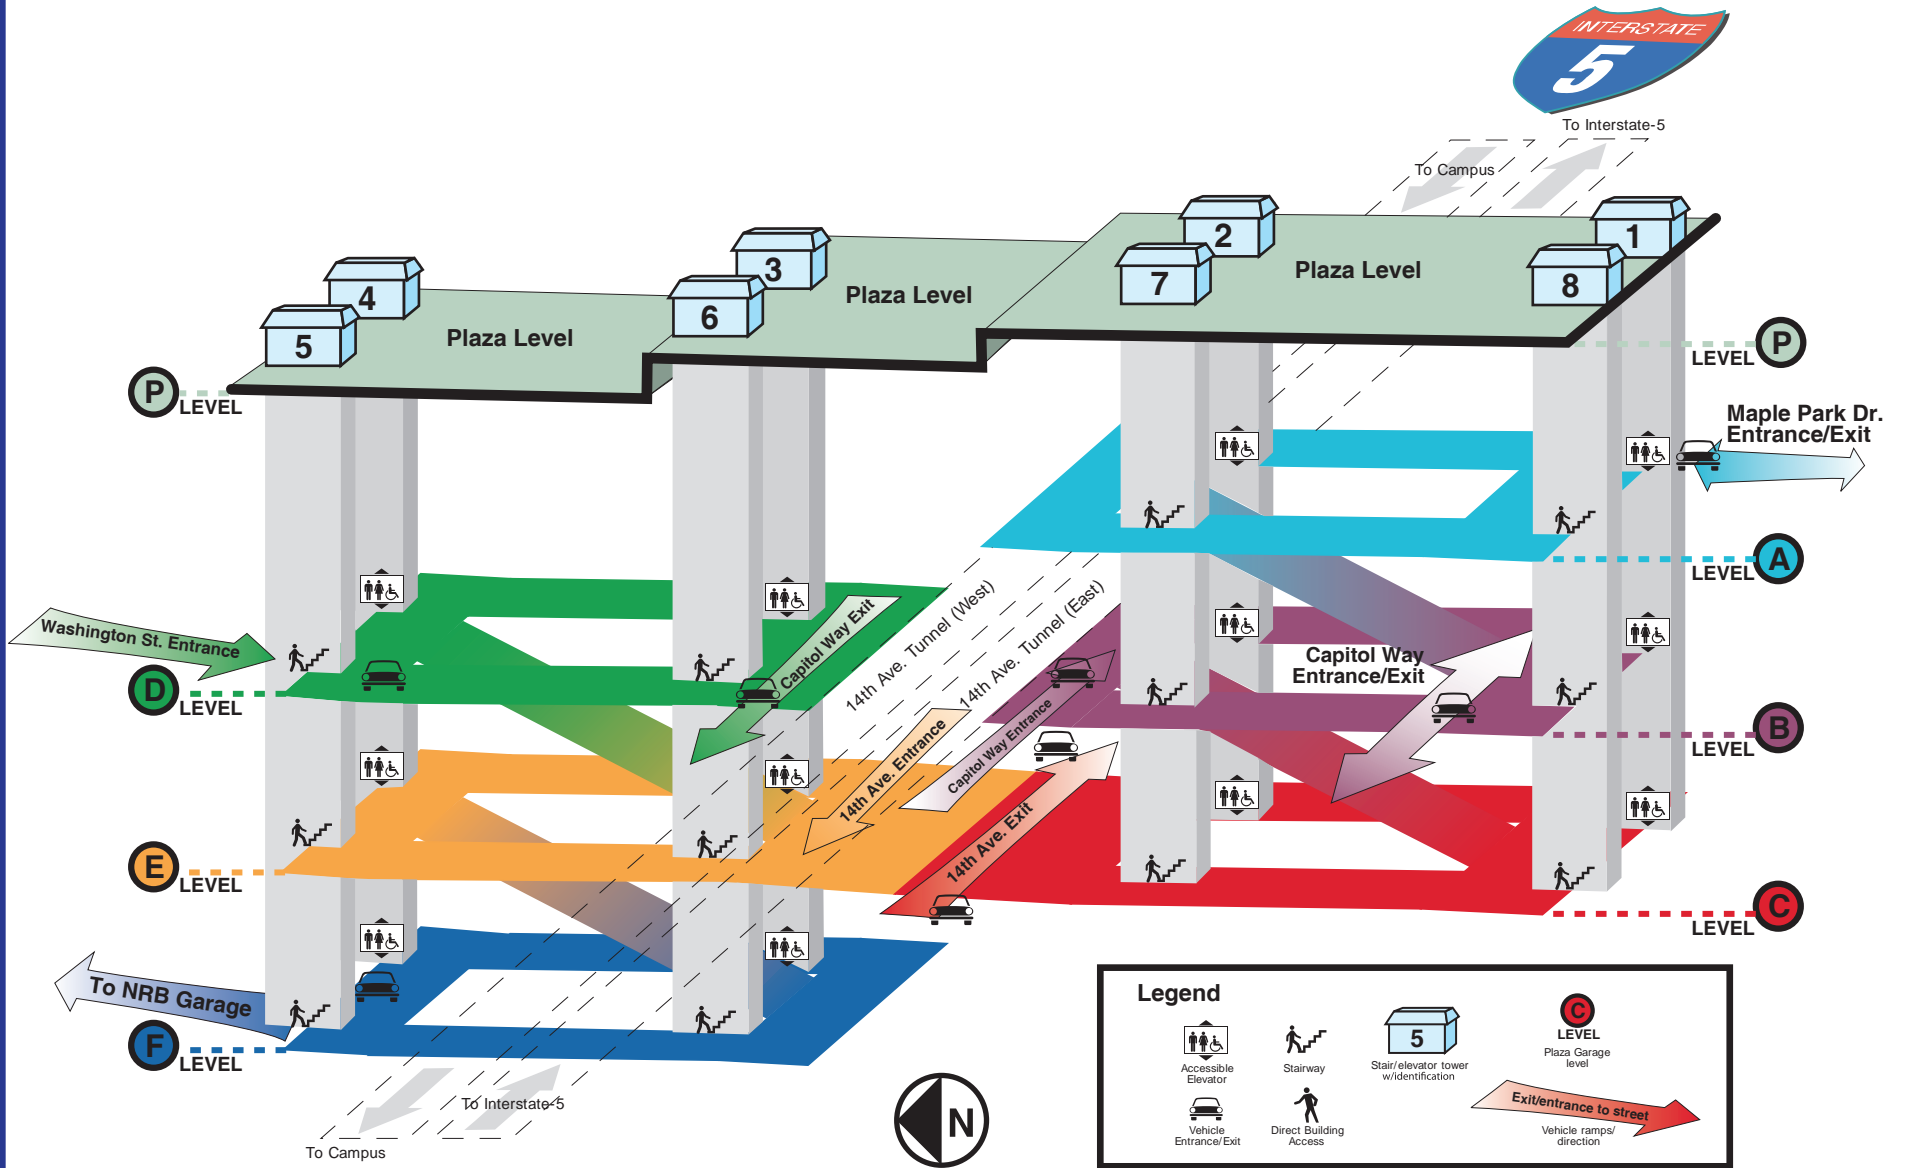 INTERSTATE
5
To Interstate-5
To Campus
1
2
3
4
5
6
7
8
Plaza Level
Plaza Level
Plaza Level
P
LEVEL
P
LEVEL
Maple Park Dr.
Entrance/Exit
A
LEVEL
Washington St. Entrance
D
LEVEL
Capitol Way Exit
14th Ave. Tunnel (West)
14th Ave. Tunnel (East)
Capitol Way
Entrance/Exit
B
LEVEL
14th Ave. Entrance
Capitol Way Entrance
14th Ave. Exit
E
LEVEL
C
LEVEL
To NRB Garage
F
LEVEL
To Interstate-5
To Campus
N
Legend
Accessible
Elevator
Stairway
5
Stair/elevator tower
w/identification
C
LEVEL
Plaza Garage
level
Vehicle
Entrance/Exit
Direct Building
Access
Exit/entrance to street
Vehicle ramps/
direction